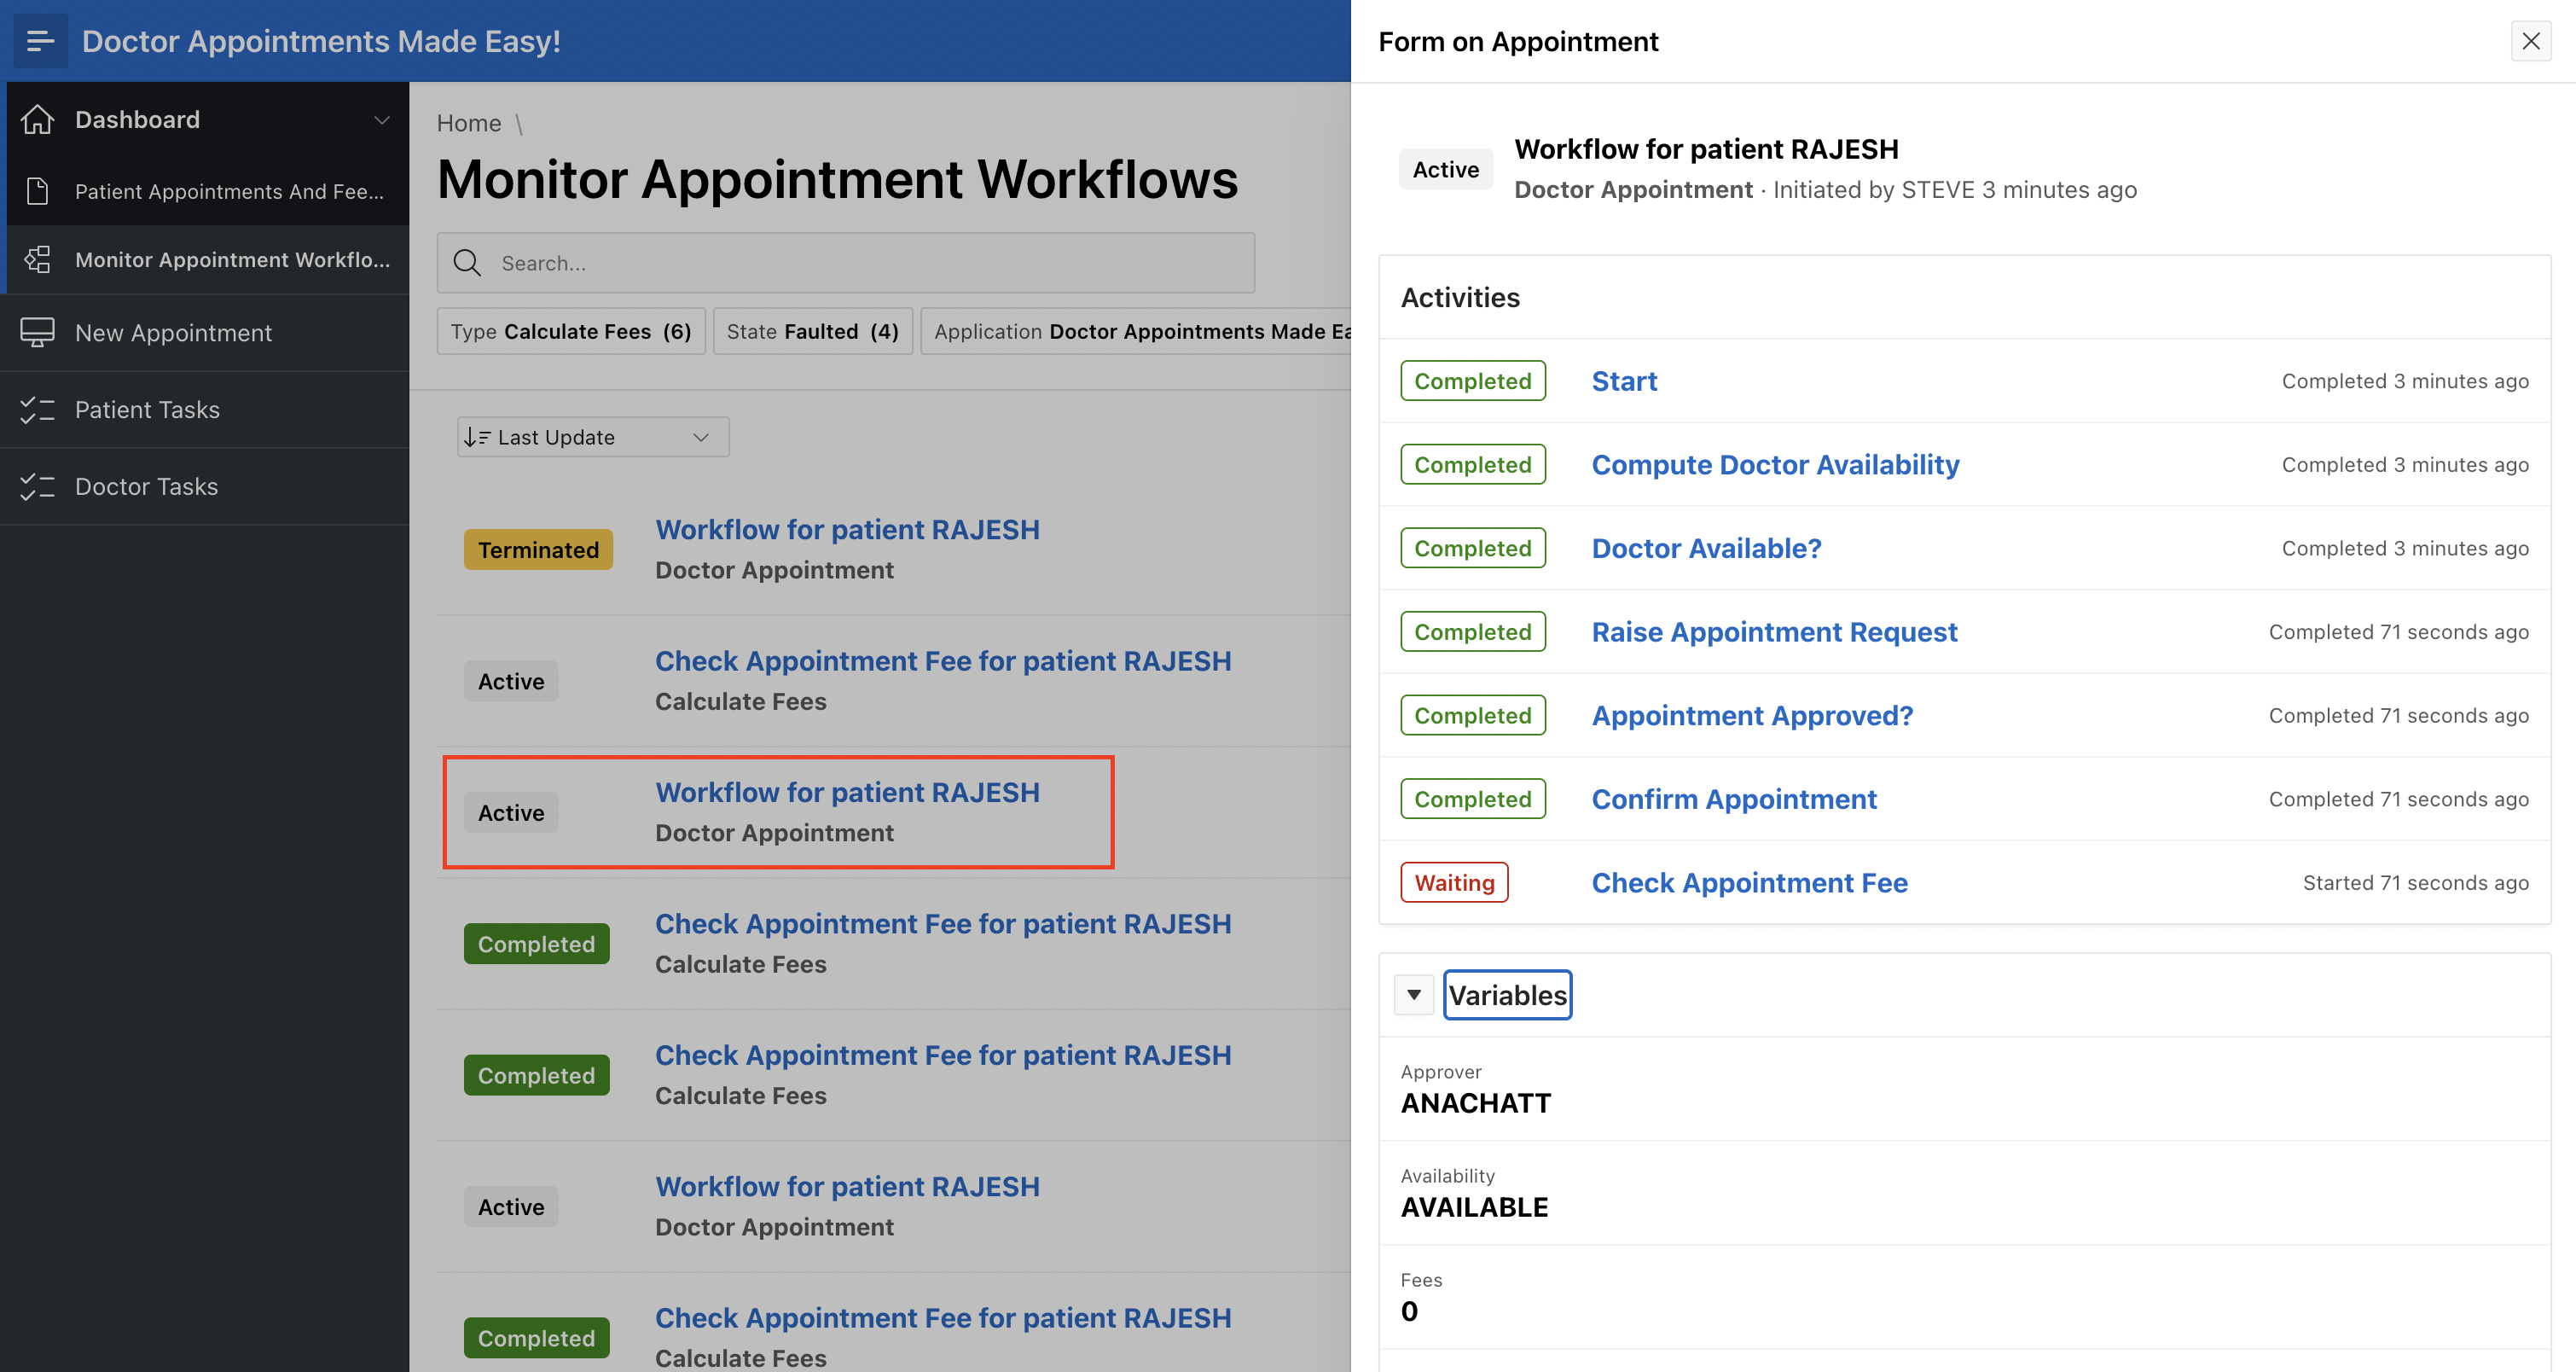 Doctor Appointments Made Easy!
Dashboard
Patient Appointments And Fee...
Monitor Appointment Workflo...
New Appointment
Patient Tasks
Doctor Tasks
Home \
Monitor Appointment Workflows
Search...
Type Calculate Fees (6)
State Faulted (4)
Application Doctor Appointments Made Ea
Last Update
Terminated
Workflow for patient RAJESH
Doctor Appointment
Active
Check Appointment Fee for patient RAJESH
Calculate Fees
Active
Workflow for patient RAJESH
Doctor Appointment
Completed
Check Appointment Fee for patient RAJESH
Calculate Fees
Completed
Check Appointment Fee for patient RAJESH
Calculate Fees
Active
Workflow for patient RAJESH
Doctor Appointment
Completed
Check Appointment Fee for patient RAJESH
Calculate Fees
Form on Appointment
Active
Workflow for patient RAJESH
Doctor Appointment · Initiated by STEVE 3 minutes ago
Activities
Completed Start Completed 3 minutes ago
Completed Compute Doctor Availability Completed 3 minutes ago
Completed Doctor Available? Completed 3 minutes ago
Completed Raise Appointment Request Completed 71 seconds ago
Completed Appointment Approved? Completed 71 seconds ago
Completed Confirm Appointment Completed 71 seconds ago
Waiting Check Appointment Fee Started 71 seconds ago
Variables
Approver
ANACHATT
Availability
AVAILABLE
Fees
0